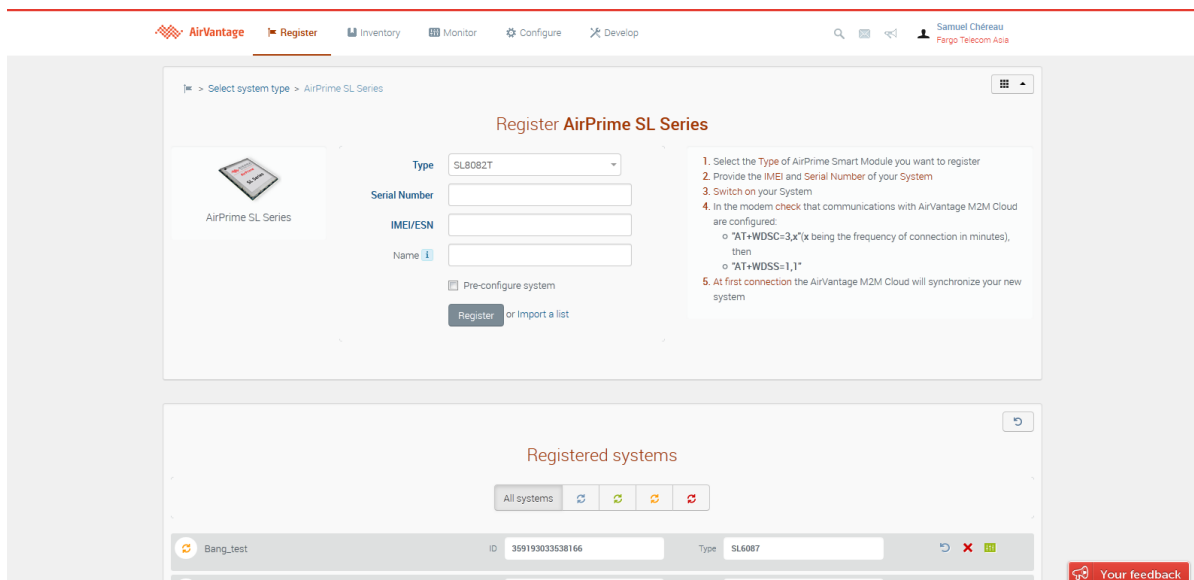 AirVantage Register Inventory Monitor Configure Develop
Samuel Chéreau
Fargo Telecom Asia
> Select system type > AirPrime SL Series
Register AirPrime SL Series
AirPrime SL Series
Type SL8082T
Serial Number
IMEI/ESN
Name i
Pre-configure system
Register or Import a list
1. Select the Type of AirPrime Smart Module you want to register
2. Provide the IMEI and Serial Number of your System
3. Switch on your System
4. In the modem check that communications with AirVantage M2M Cloud
are configured:
"AT+WDSC=3,x"(x being the frequency of connection in minutes),
then
"AT+WDSS=1,1"
5. At first connection the AirVantage M2M Cloud will synchronize your new
system
Registered systems
All systems
Bang_test ID 359193033538166 Type SL6087
Your feedback